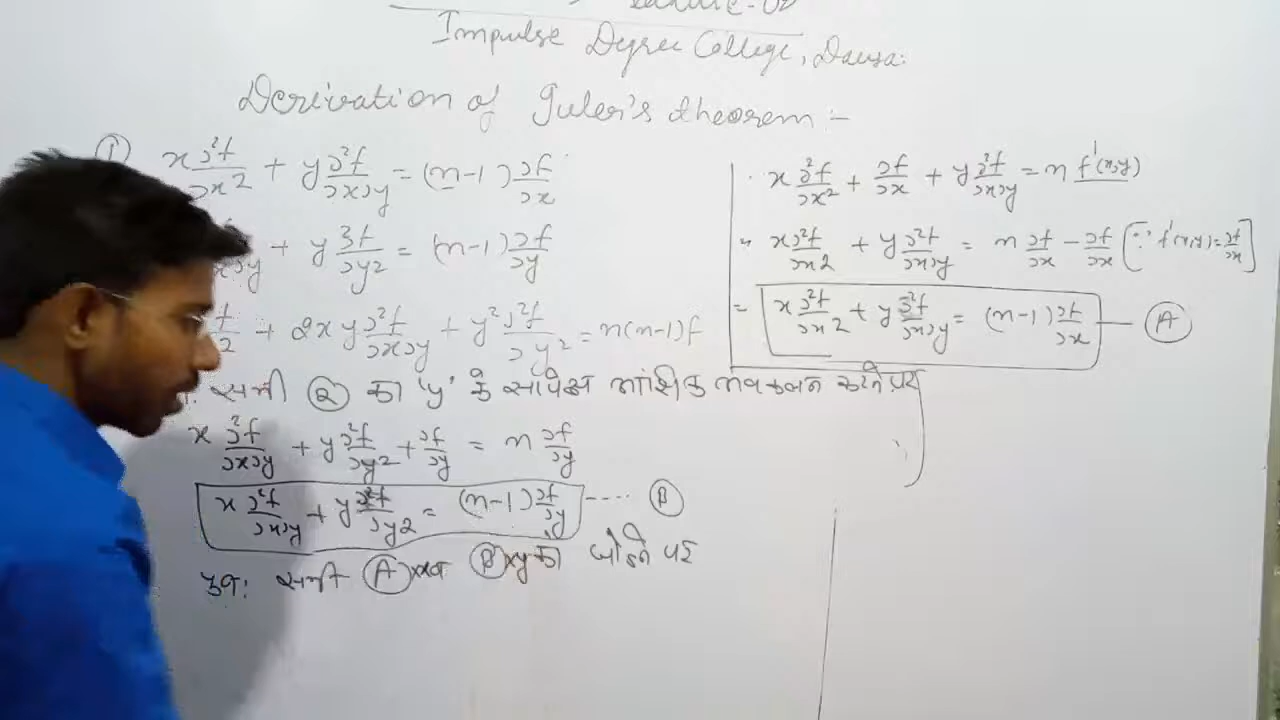 Impulse Degree College, Dausa.
Derivation of Euler's theorem :-
① x ∂²f/∂x² + y ∂²f/∂x∂y = (n-1) ∂f/∂x
+ y ∂²f/∂y² = (n-1) ∂f/∂y
+ 2xy ∂²f/∂x∂y + y² ∂²f/∂y² = n(n-1)f
समी ② का 'y' के सापेक्ष आंशिक अवकलन करने पर
x ∂²f/∂x∂y + y ∂²f/∂y² + ∂f/∂y = n ∂f/∂y
x ∂²f/∂x∂y + y ∂²f/∂y² = (n-1) ∂f/∂y ---- Ⓑ
समी Ⓐ×x व Ⓑ×y को जोड़ने पर
x ∂²f/∂x² + ∂f/∂x + y ∂²f/∂x∂y = n f'(x,y)
" x ∂²f/∂x² + y ∂²f/∂x∂y = n ∂f/∂x - ∂f/∂x [∵ f'(x,y) = ∂f/∂x]
= x ∂²f/∂x² + y ∂²f/∂x∂y = (n-1) ∂f/∂x — Ⓐ